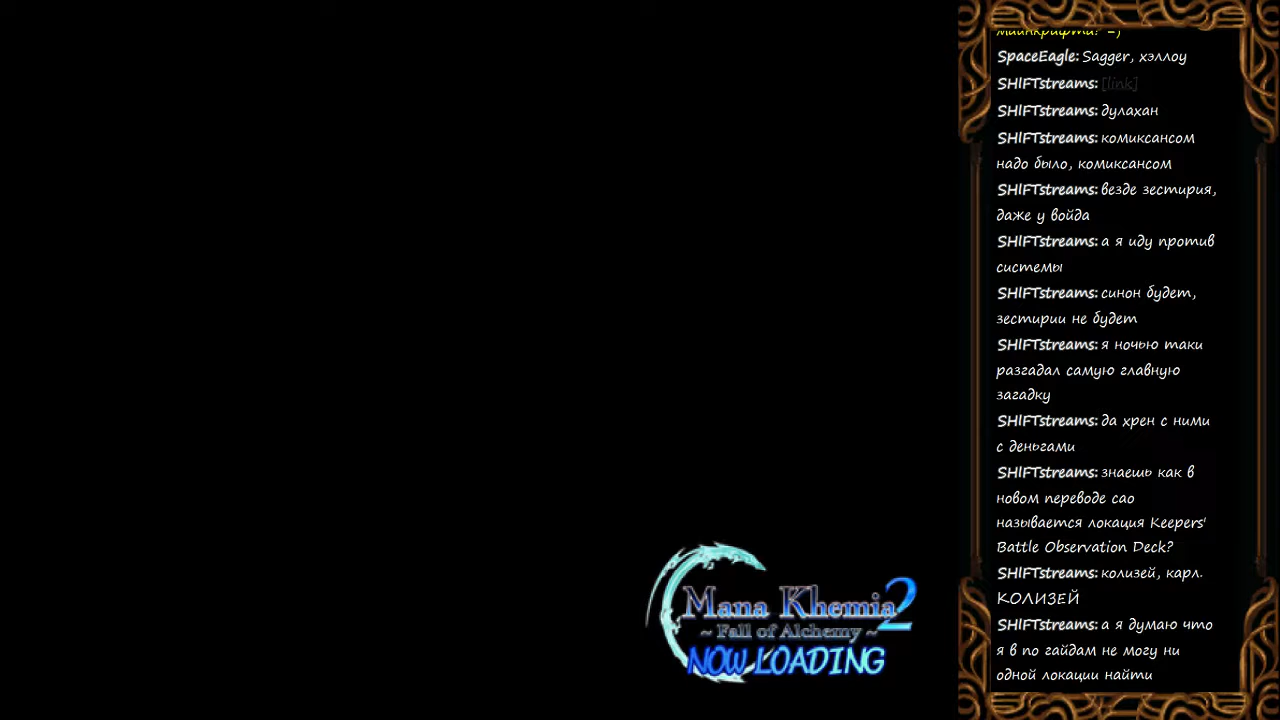 майнкрифти? =)
SpaceEagle: Sagger, хэллоу
SHIFTstreams: [link]
SHIFTstreams: дулахан
SHIFTstreams: комиксансом
надо было, комиксансом
SHIFTstreams: везде зестирия,
даже у войда
SHIFTstreams: а я иду против
системы
SHIFTstreams: синон будет,
зестирии не будет
SHIFTstreams: я ночью таки
разгадал самую главную
загадку
SHIFTstreams: да хрен с ними
с деньгами
SHIFTstreams: знаешь как в
новом переводе сао
называется локация Keepers'
Battle Observation Deck?
SHIFTstreams: колизей, карл.
КОЛИЗЕЙ
SHIFTstreams: а я думаю что
я в по гайдам не могу ни
одной локации найти
Mana Khemia 2
~ Fall of Alchemy ~
NOW LOADING